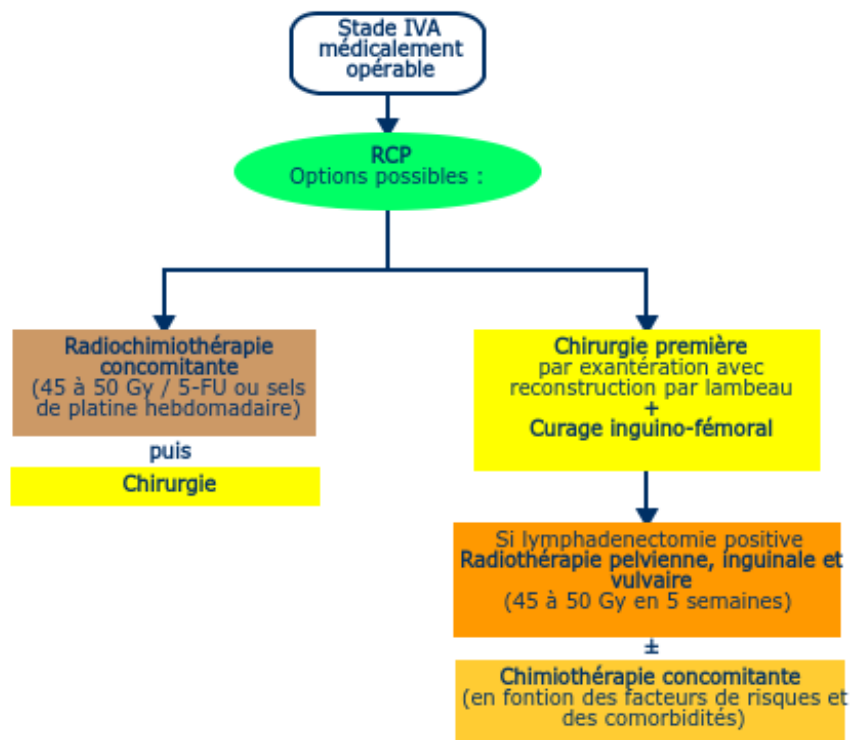 Stade IVA
médicalement
opérable
RCP
Options possibles :
Radiochimiothérapie
concomitante
(45 à 50 Gy / 5-FU ou sels
de platine hebdomadaire)
puis
Chirurgie
Chirurgie première
par exantération avec
reconstruction par lambeau
+
Curage inguino-fémoral
Si lymphadenectomie positive
Radiothérapie pelvienne, inguinale et
vulvaire
(45 à 50 Gy en 5 semaines)
±
Chimiothérapie concomitante
(en fontion des facteurs de risques et
des comorbidités)